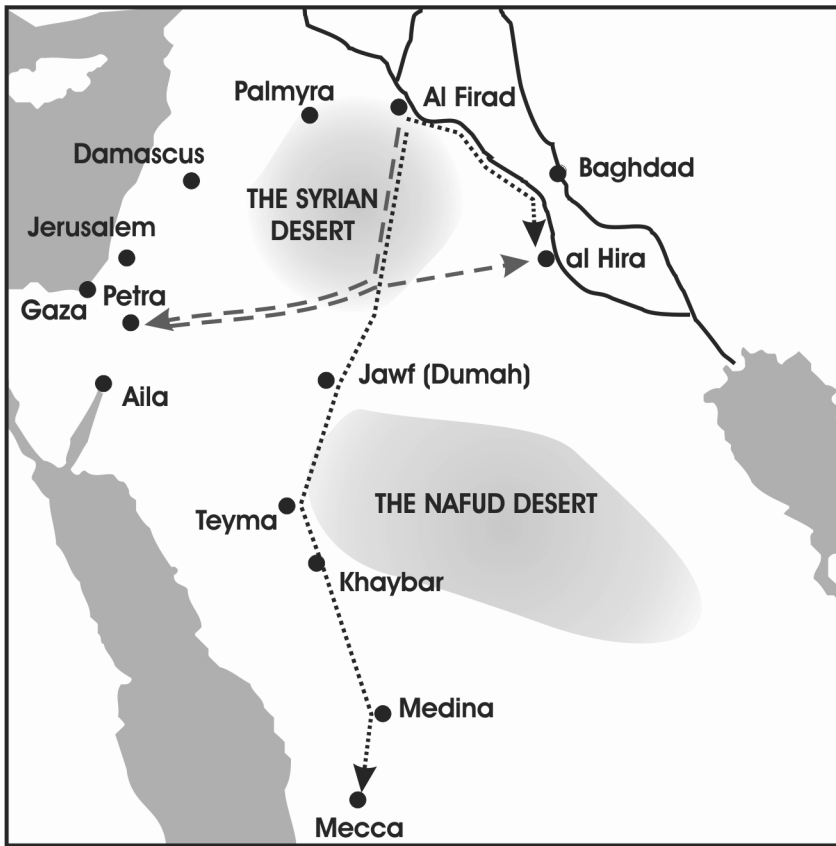 Palmyra
Al Firad
Damascus
Baghdad
THE SYRIAN
DESERT
Jerusalem
al Hira
Gaza
Petra
Jawf (Dumah)
Aila
THE NAFUD DESERT
Teyma
Khaybar
Medina
Mecca